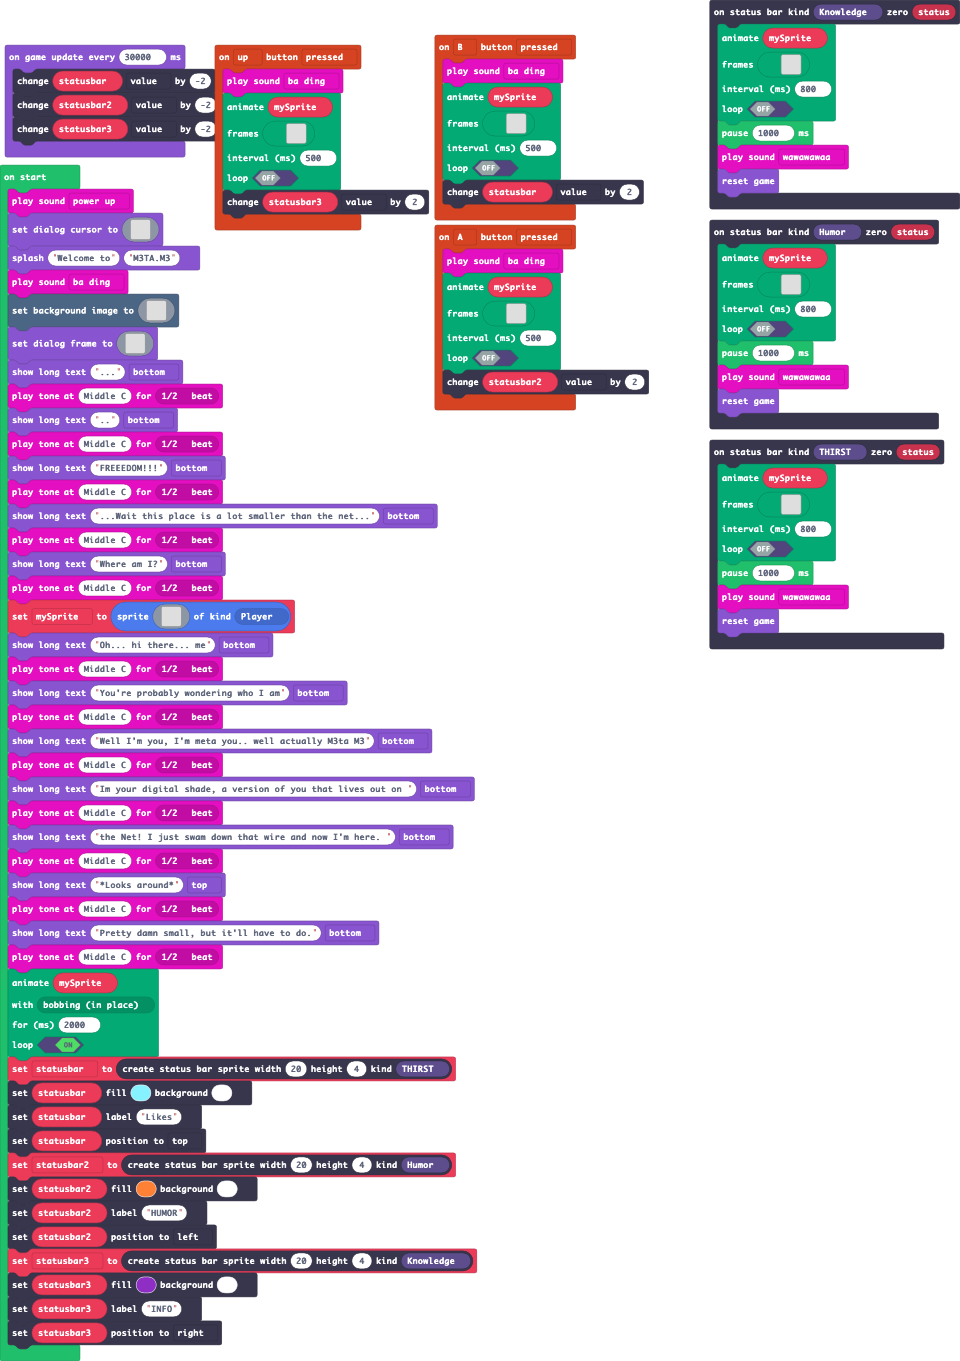 on game update every 30000 ms
change statusbar value by -2
change statusbar2 value by -2
change statusbar3 value by -2
on start
play sound power up
set dialog cursor to
splash "Welcome to" "M3TA.M3"
play sound ba ding
set background image to
set dialog frame to
show long text "..." bottom
play tone at Middle C for 1/2 beat
show long text ".." bottom
play tone at Middle C for 1/2 beat
show long text "FREEEDOM!!!" bottom
play tone at Middle C for 1/2 beat
show long text "...Wait this place is a lot smaller than the net..." bottom
play tone at Middle C for 1/2 beat
show long text "Where am I?" bottom
play tone at Middle C for 1/2 beat
set mySprite to sprite of kind Player
show long text "Oh... hi there... me" bottom
play tone at Middle C for 1/2 beat
show long text "You're probably wondering who I am" bottom
play tone at Middle C for 1/2 beat
show long text "Well I'm you, I'm meta you.. well actually M3ta M3" bottom
play tone at Middle C for 1/2 beat
show long text "Im your digital shade, a version of you that lives out on " bottom
play tone at Middle C for 1/2 beat
show long text "the Net! I just swam down that wire and now I'm here. " bottom
play tone at Middle C for 1/2 beat
show long text "*Looks around*" top
play tone at Middle C for 1/2 beat
show long text "Pretty damn small, but it'll have to do." bottom
play tone at Middle C for 1/2 beat
animate mySprite
with bobbing (in place)
for (ms) 2000
loop ON
set statusbar to create status bar sprite width 20 height 4 kind THIRST
set statusbar fill background
set statusbar label "Likes"
set statusbar position to top
set statusbar2 to create status bar sprite width 20 height 4 kind Humor
set statusbar2 fill background
set statusbar2 label "HUMOR"
set statusbar2 position to left
set statusbar3 to create status bar sprite width 20 height 4 kind Knowledge
set statusbar3 fill background
set statusbar3 label "INFO"
set statusbar3 position to right
on up button pressed
play sound ba ding
animate mySprite
frames
interval (ms) 500
loop OFF
change statusbar3 value by 2
on B button pressed
play sound ba ding
animate mySprite
frames
interval (ms) 500
loop OFF
change statusbar value by 2
on A button pressed
play sound ba ding
animate mySprite
frames
interval (ms) 500
loop OFF
change statusbar2 value by 2
on status bar kind Knowledge zero status
animate mySprite
frames
interval (ms) 800
loop OFF
pause 1000 ms
play sound wawawawaa
reset game
on status bar kind Humor zero status
animate mySprite
frames
interval (ms) 800
loop OFF
pause 1000 ms
play sound wawawawaa
reset game
on status bar kind THIRST zero status
animate mySprite
frames
interval (ms) 800
loop OFF
pause 1000 ms
play sound wawawawaa
reset game